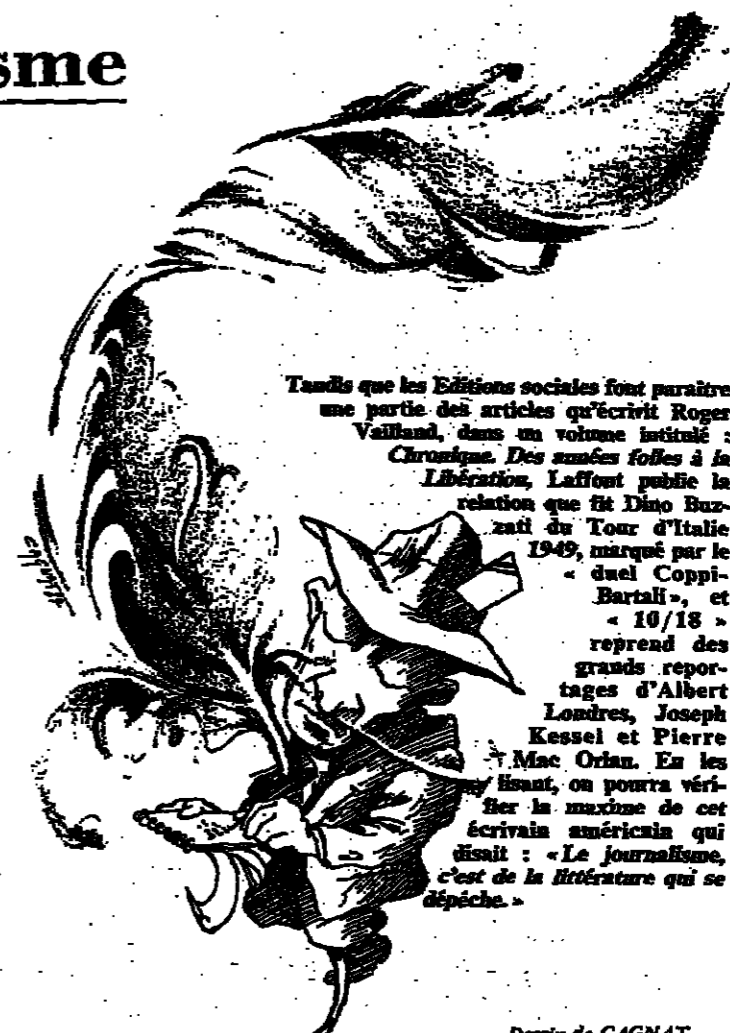 sme
Tandis que les Editions sociales font paraître
une partie des articles qu'écrivit Roger
Vailland, dans un volume intitulé :
Chronique. Des années folles à la
Libération, Laffont publie la
relation que fit Dino Buz-
zati du Tour d'Italie
1949, marqué par le
« duel Coppi-
Bartali », et
« 10/18 »
reprend des
grands repor-
tages d'Albert
Londres, Joseph
Kessel et Pierre
Mac Orlan. En les
lisant, on pourra véri-
fier la maxime de cet
écrivain américain qui
disait : « Le journalisme,
c'est de la littérature qui se
dépêche. »
Dessin de CAGNAT